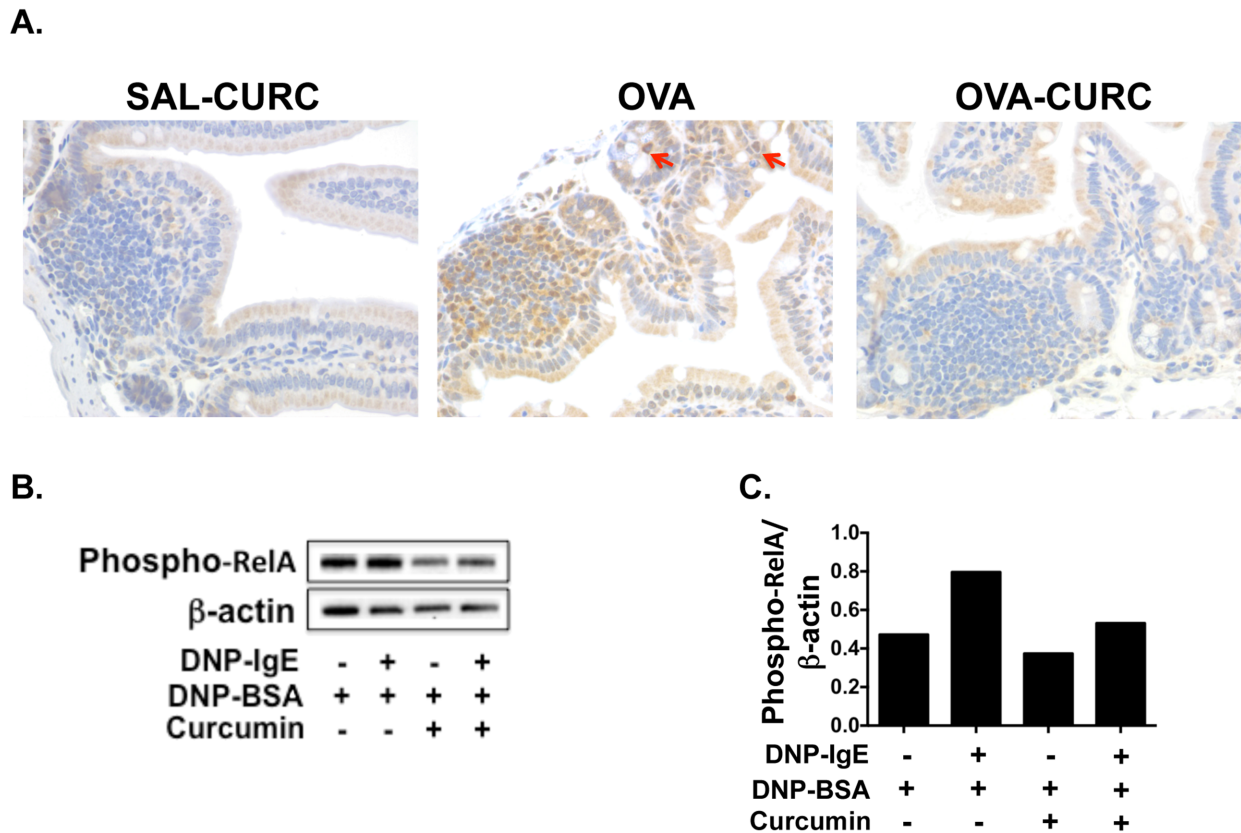 A.
SAL-CURC
OVA
OVA-CURC
B.
Phospho-RelA
β-actin
DNP-IgE - + - +
DNP-BSA + + + +
Curcumin - - + +
C.
Phospho-RelA/
β-actin
1.0
0.8
0.6
0.4
0.2
0.0
DNP-IgE - + - +
DNP-BSA + + + +
Curcumin - - + +